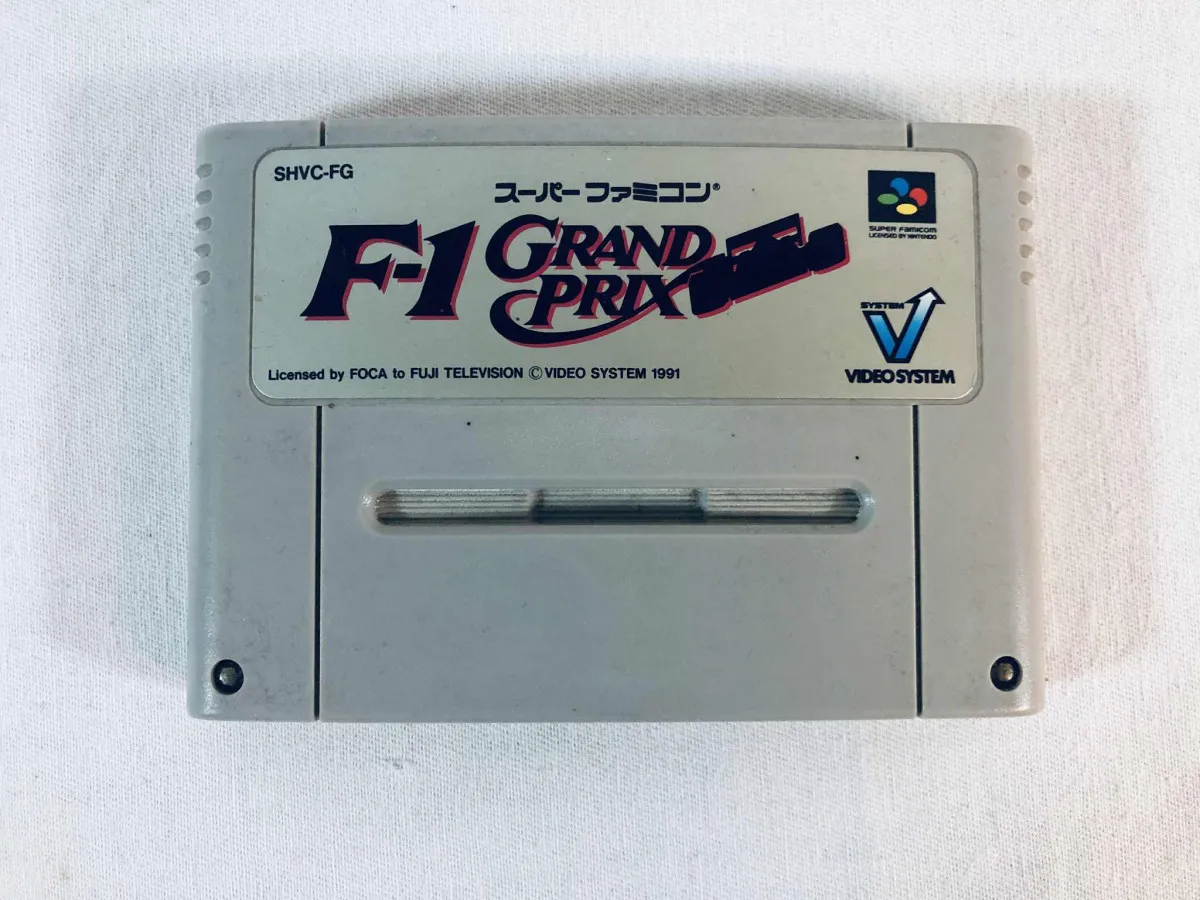 SHVC-FG
スーパーファミコン®
SUPER FAMICOM
LICENSED BY NINTENDO
F-1 GRAND
PRIX
SYSTEM
V
VIDEO SYSTEM
Licensed by FOCA to FUJI TELEVISION ©VIDEO SYSTEM 1991